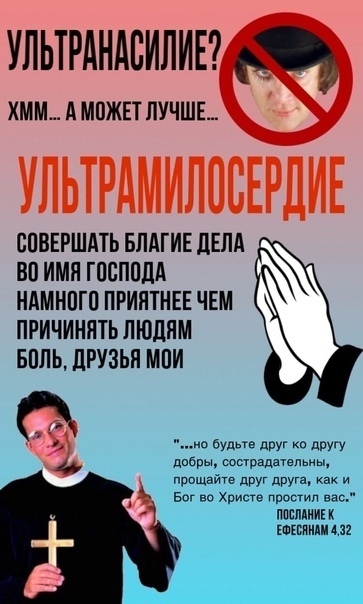 УЛЬТРАНАСИЛИЕ?
ХММ... А МОЖЕТ ЛУЧШЕ...
УЛЬТРАМИЛОСЕРДИЕ
СОВЕРШАТЬ БЛАГИЕ ДЕЛА
ВО ИМЯ ГОСПОДА
НАМНОГО ПРИЯТНЕЕ ЧЕМ
ПРИЧИНЯТЬ ЛЮДЯМ
БОЛЬ, ДРУЗЬЯ МОИ
"...но будьте друг ко другу
добры, сострадательны,
прощайте друг друга, как и
Бог во Христе простил вас."
ПОСЛАНИЕ К
ЕФЕСЯНАМ 4,32